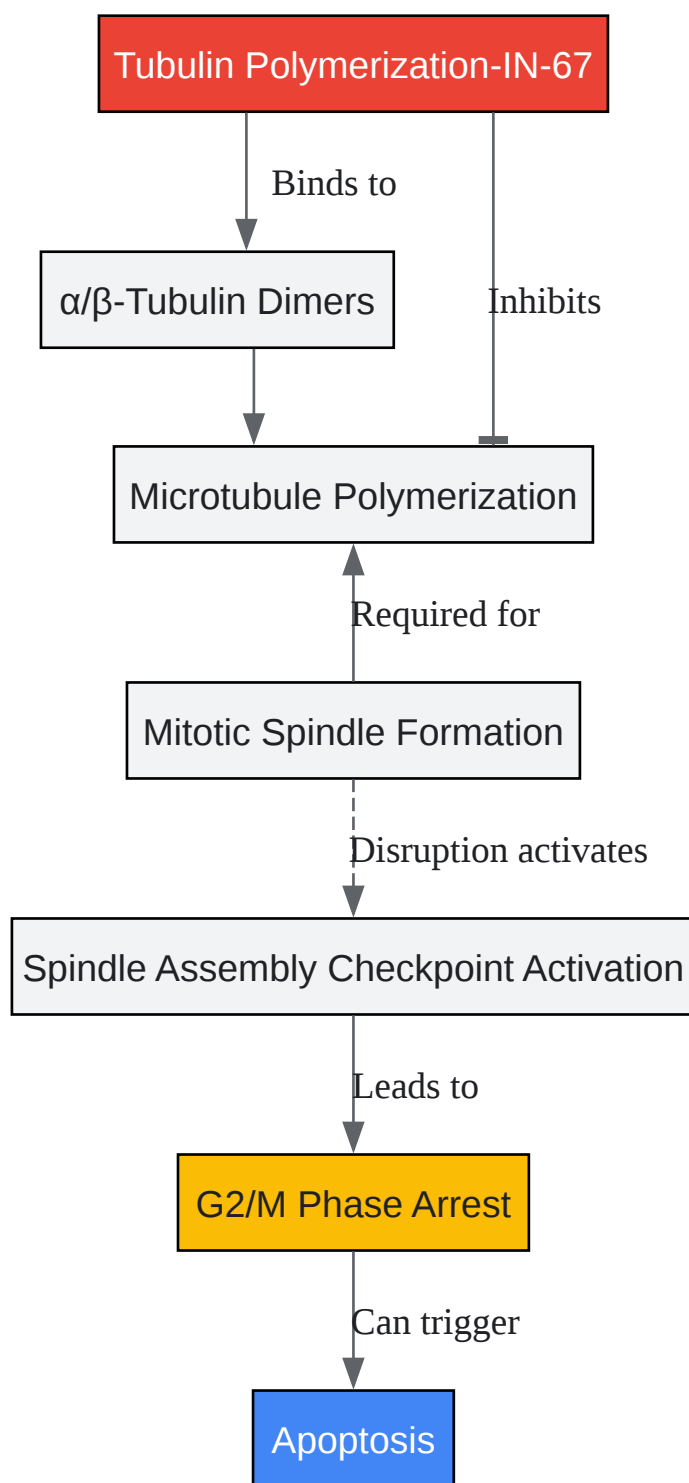 Tubulin Polymerization-IN-67
Binds to
α/β-Tubulin Dimers
Inhibits
Microtubule Polymerization
Required for
Mitotic Spindle Formation
Disruption activates
Spindle Assembly Checkpoint Activation
Leads to
G2/M Phase Arrest
Can trigger
Apoptosis